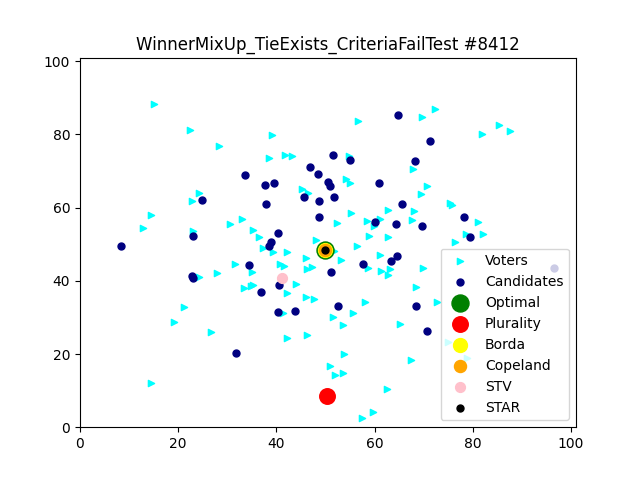 WinnerMixUp_TieExists_CriteriaFailTest #8412
100
80
60
40
20
0
0 20 40 60 80 100
Voters
Candidates
Optimal
Plurality
Borda
Copeland
STV
STAR